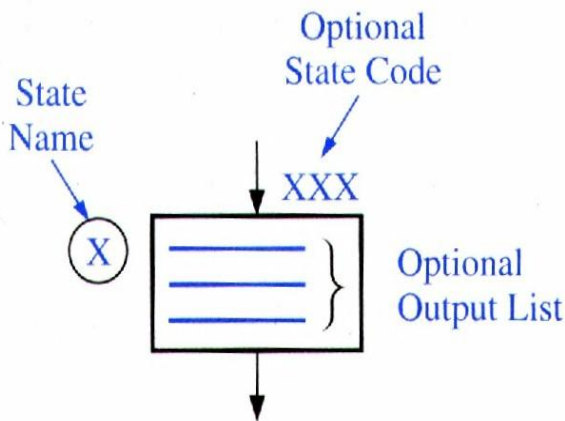 Optional
State Code
State
Name
XXX
X
Optional
Output List